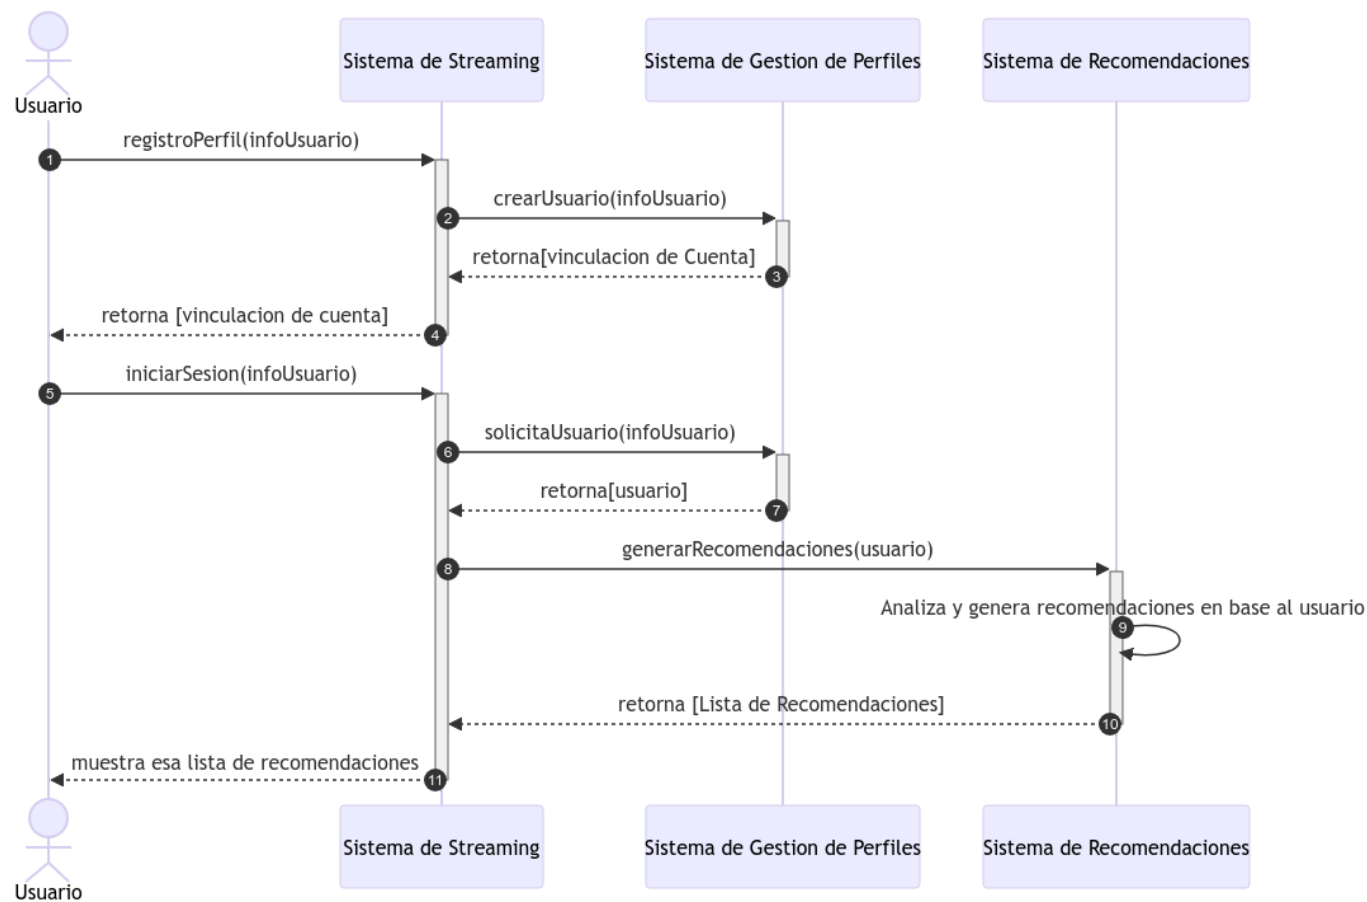 Sistema de Streaming
Sistema de Gestion de Perfiles
Sistema de Recomendaciones
Usuario
registroPerfil(infoUsuario)
1
crearUsuario(infoUsuario)
2
retorna[vinculacion de Cuenta]
3
retorna [vinculacion de cuenta]
4
iniciarSesion(infoUsuario)
5
solicitaUsuario(infoUsuario)
6
retorna[usuario]
7
generarRecomendaciones(usuario)
8
Analiza y genera recomendaciones en base al usuario
9
retorna [Lista de Recomendaciones]
10
muestra esa lista de recomendaciones
11
Sistema de Streaming
Sistema de Gestion de Perfiles
Sistema de Recomendaciones
Usuario